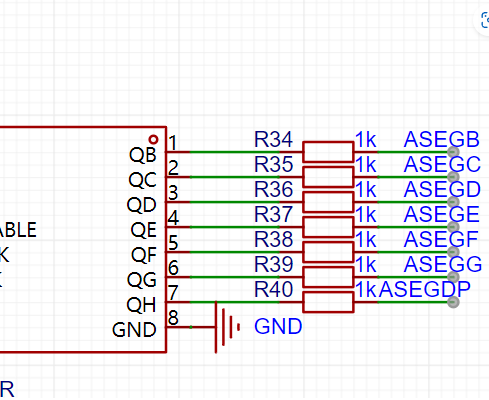 1 R34 1k ASEGB
QB
2 R35 1k ASEGC
QC
3 R36 1k ASEGD
QD
4 R37 1k ASEGE
ABLE QE
5 R38 1k ASEGF
K QF
6 R39 1k ASEGG
QG
7 R40 1k ASEGDP
QH
8 GND
GND
R